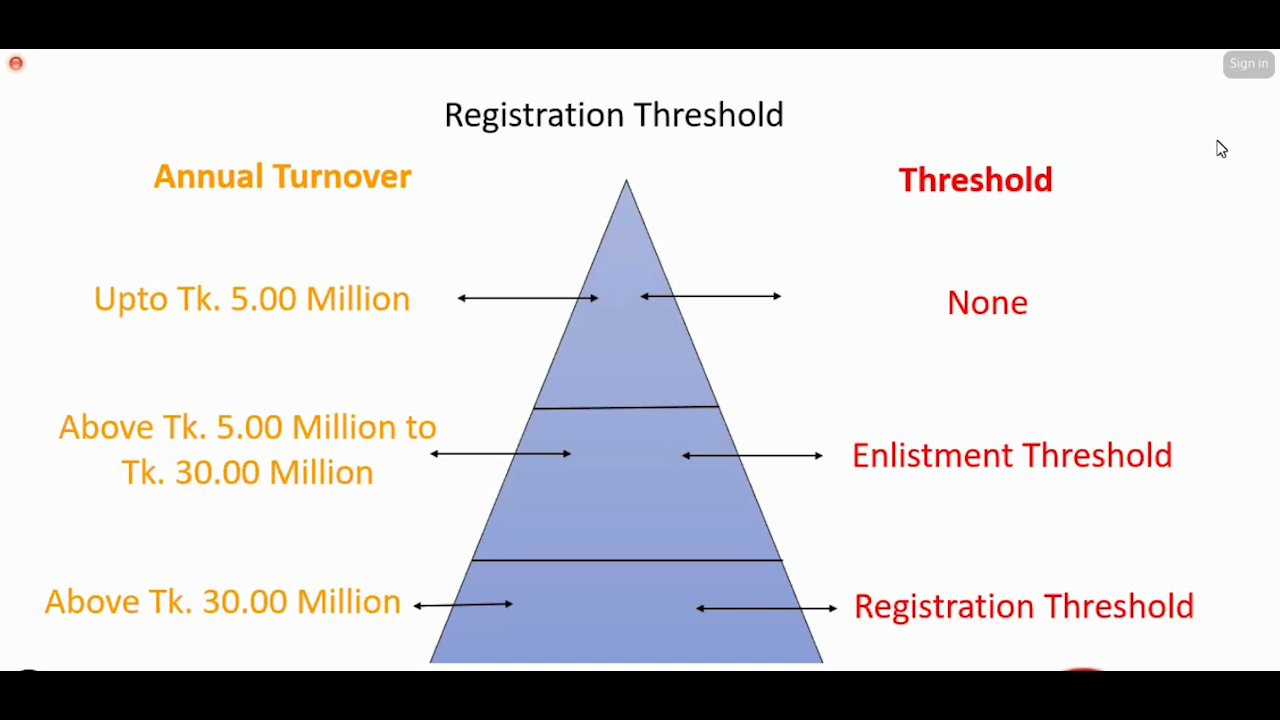 Sign in
Registration Threshold
Annual Turnover
Threshold
Upto Tk. 5.00 Million
None
Above Tk. 5.00 Million to
Tk. 30.00 Million
Enlistment Threshold
Above Tk. 30.00 Million
Registration Threshold